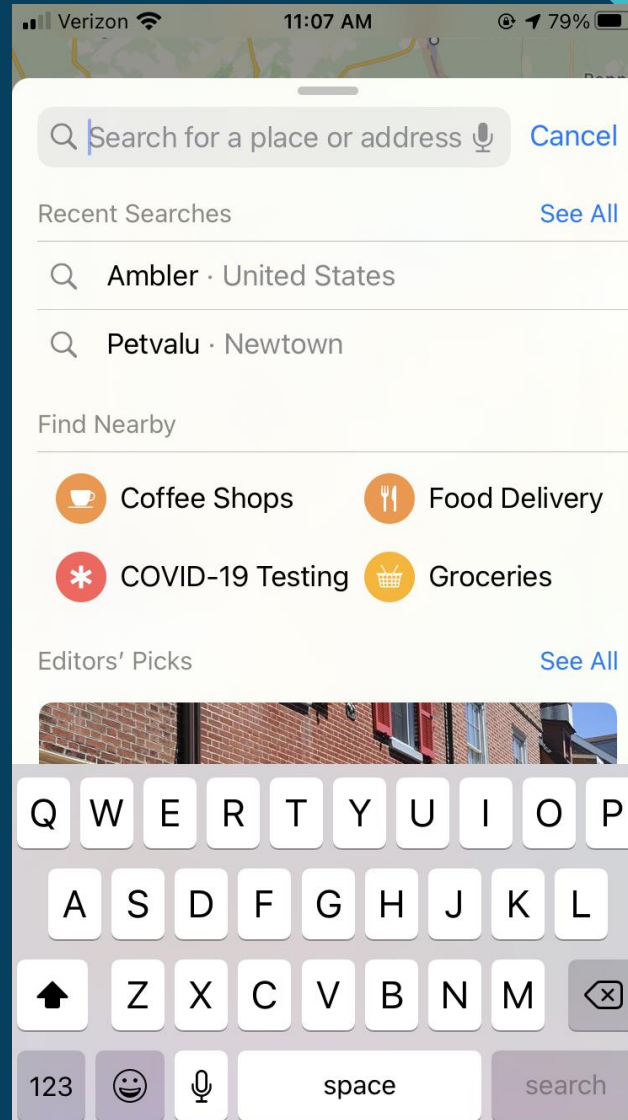 Verizon 11:07 AM 79%
Search for a place or address Cancel
Recent Searches See All
Ambler · United States
Petvalu · Newtown
Find Nearby
Coffee Shops Food Delivery
COVID-19 Testing Groceries
Editors’ Picks See All
Q W E R T Y U I O P
A S D F G H J K L
Z X C V B N M
123 space search